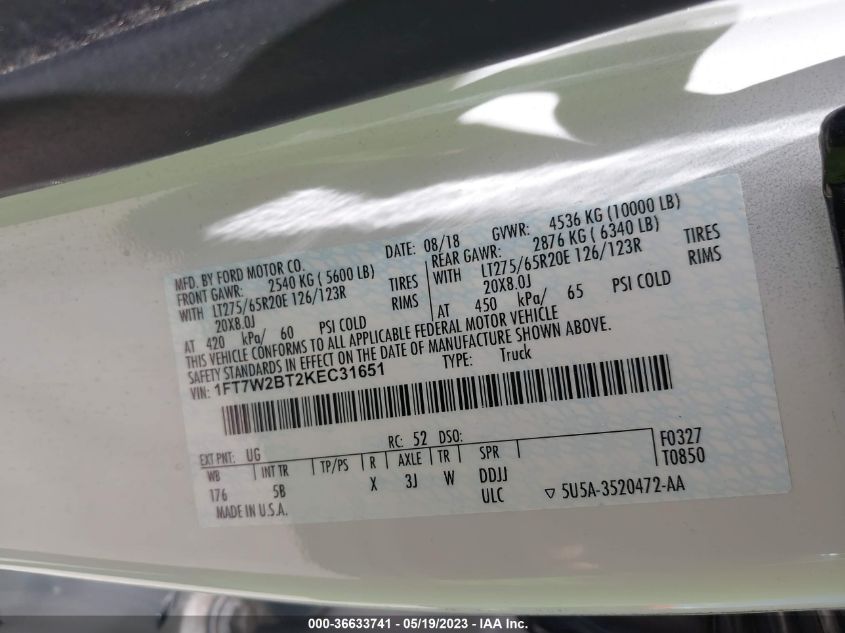 MFD. BY FORD MOTOR CO.
DATE: 08/18 GVWR: 4536 KG (10000 LB)
FRONT GAWR: 2540 KG ( 5600 LB)
REAR GAWR: 2876 KG ( 6340 LB)
WITH LT275/65R20E 126/123R TIRES
WITH LT275/65R20E 126/123R TIRES
20X8.0J RIMS
20X8.0J RIMS
AT 420 kPa/ 60 PSI COLD
AT 450 kPa/ 65 PSI COLD
THIS VEHICLE CONFORMS TO ALL APPLICABLE FEDERAL MOTOR VEHICLE
SAFETY STANDARDS IN EFFECT ON THE DATE OF MANUFACTURE SHOWN ABOVE.
VIN: 1FT7W2BT2KEC31651 TYPE: Truck
EXT PNT: UG RC: 52 DSO:
WB INT TR TP/PS R AXLE TR SPR
176 5B X 3J W DDJJ
ULC
F0327
T0850
MADE IN U.S.A.
▽ 5U5A-3520472-AA
000-36633741 - 05/19/2023 - IAA Inc.